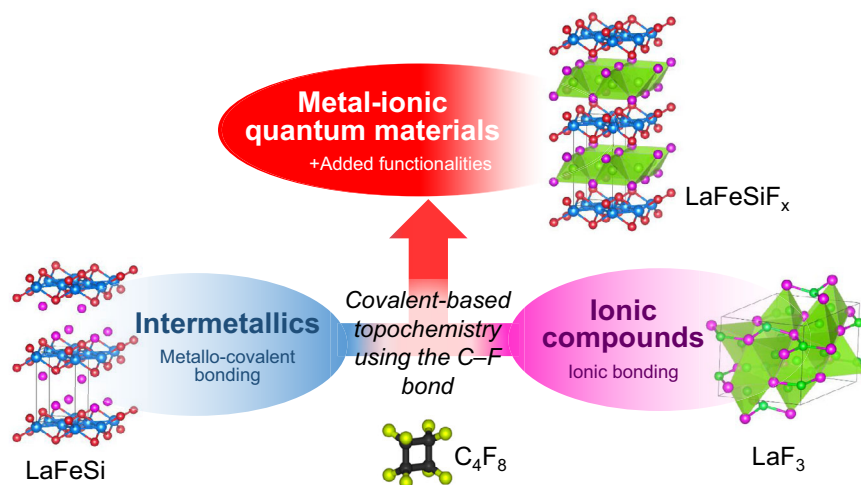 Metal-ionic
quantum materials
+Added functionalities
LaFeSiFₓ
Intermetallics
Metallo-covalent
bonding
Covalent-based
topochemistry
using the C–F
bond
Ionic
compounds
Ionic bonding
LaFeSi
C₄F₈
LaF₃